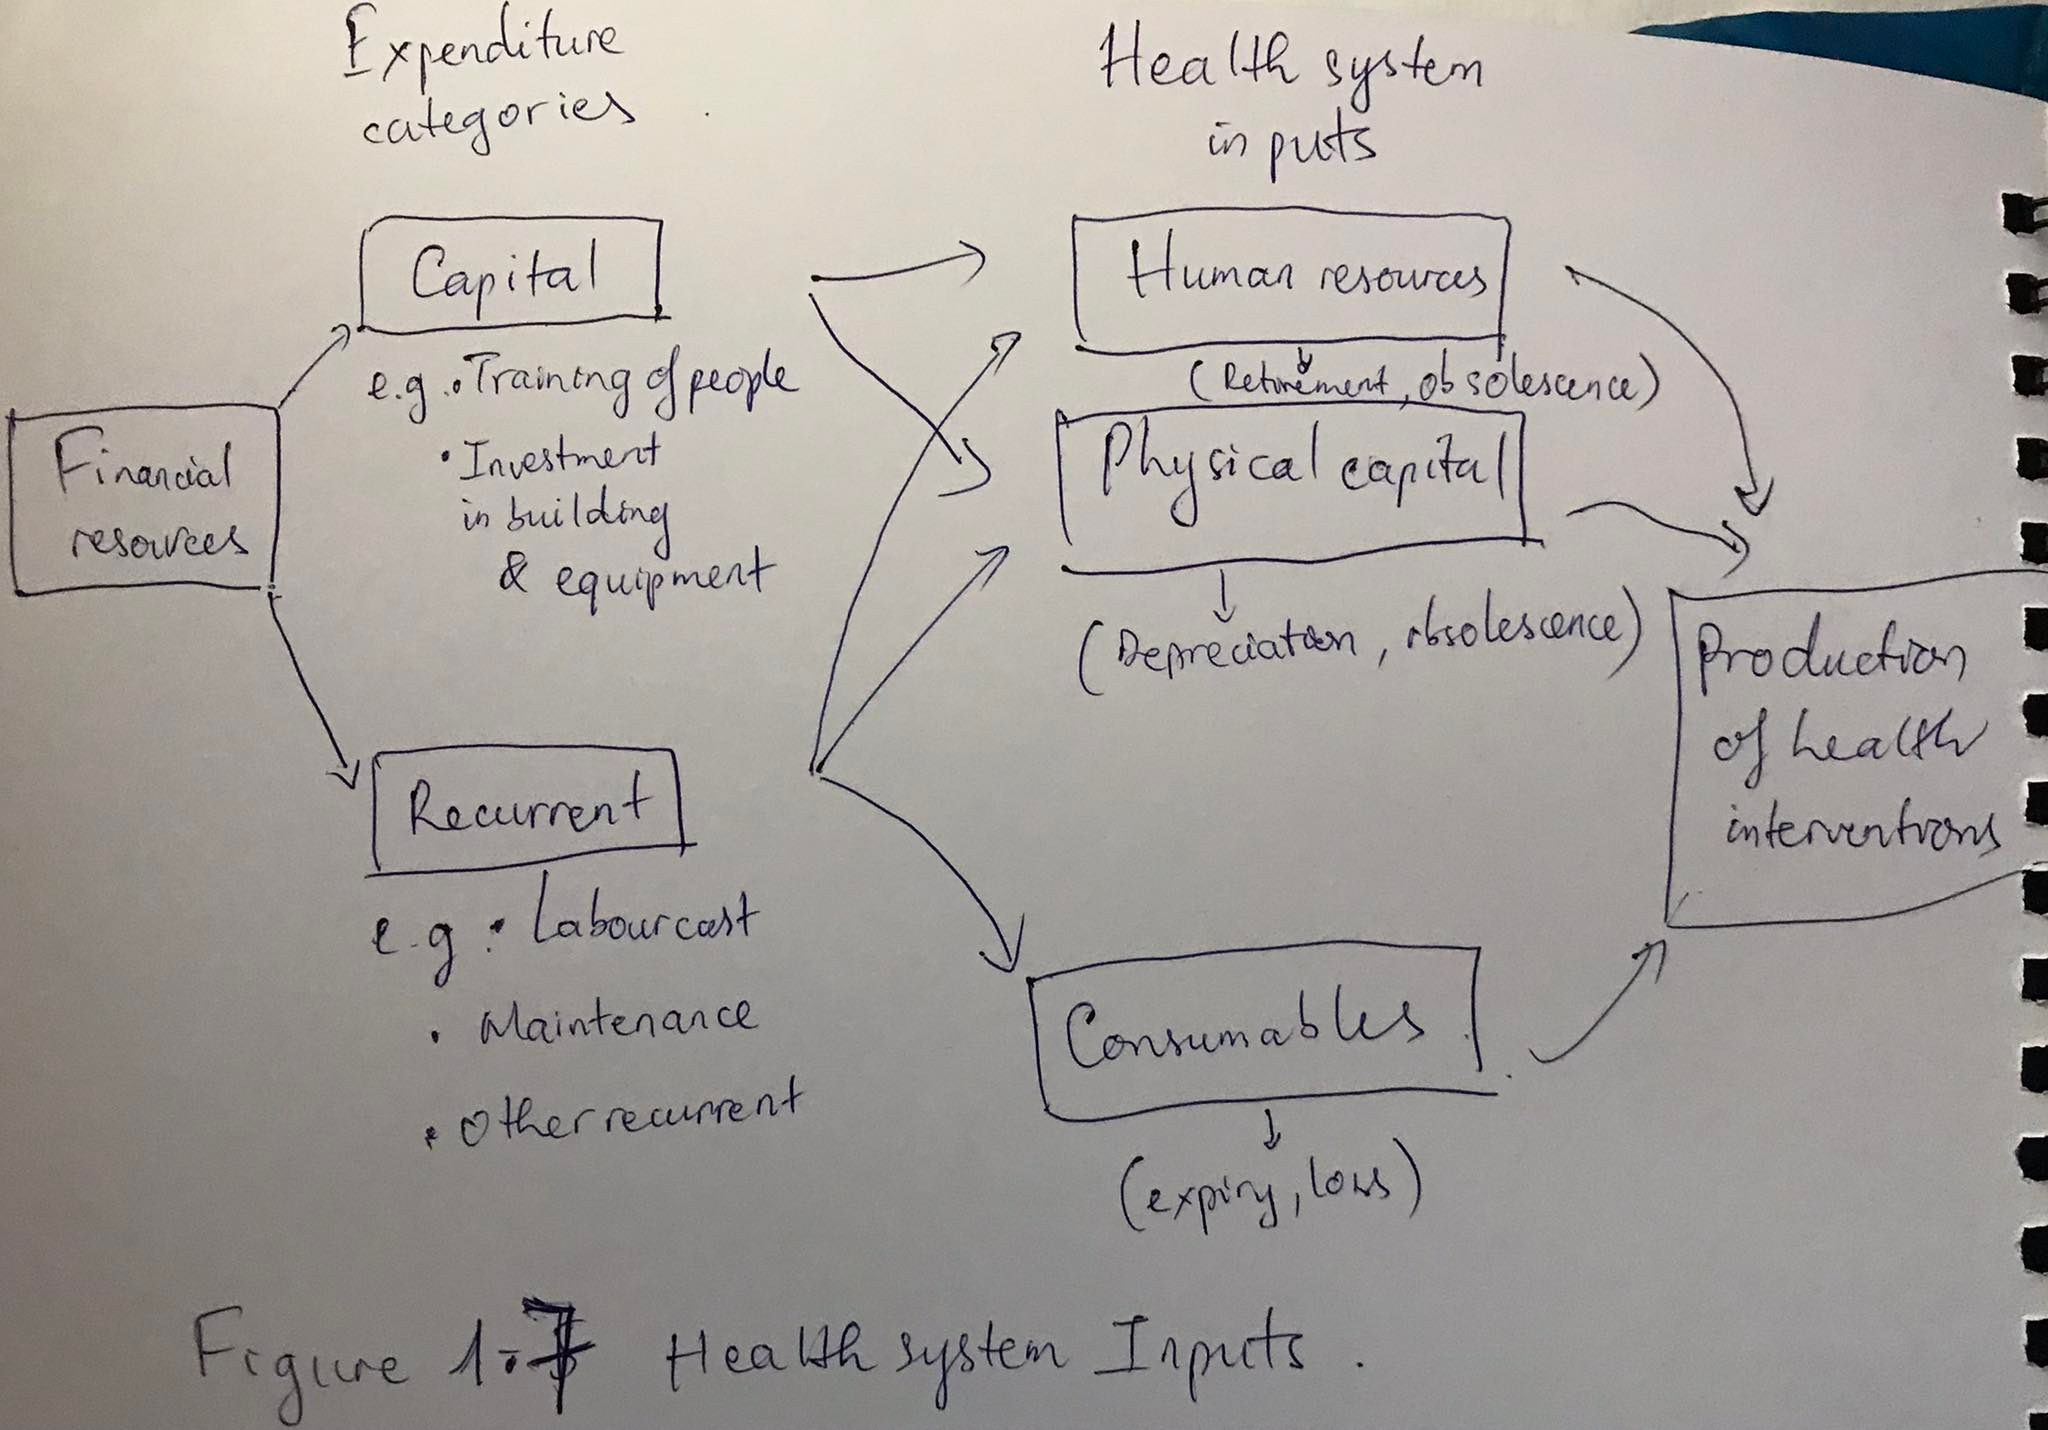 Expenditure
categories
Health system
inputs
Capital
e.g. • Training of people
• Investment
in building
& equipment
Financial
resources
Recurrent
e.g • Labour cost
• Maintenance
• Other recurrent
Human resources
(Retirement, obsolescence)
Physical capital
(Depreciation, obsolescence)
Consumables
(expiry, loss)
Production
of health
interventions
Figure 1.7 Health system Inputs.